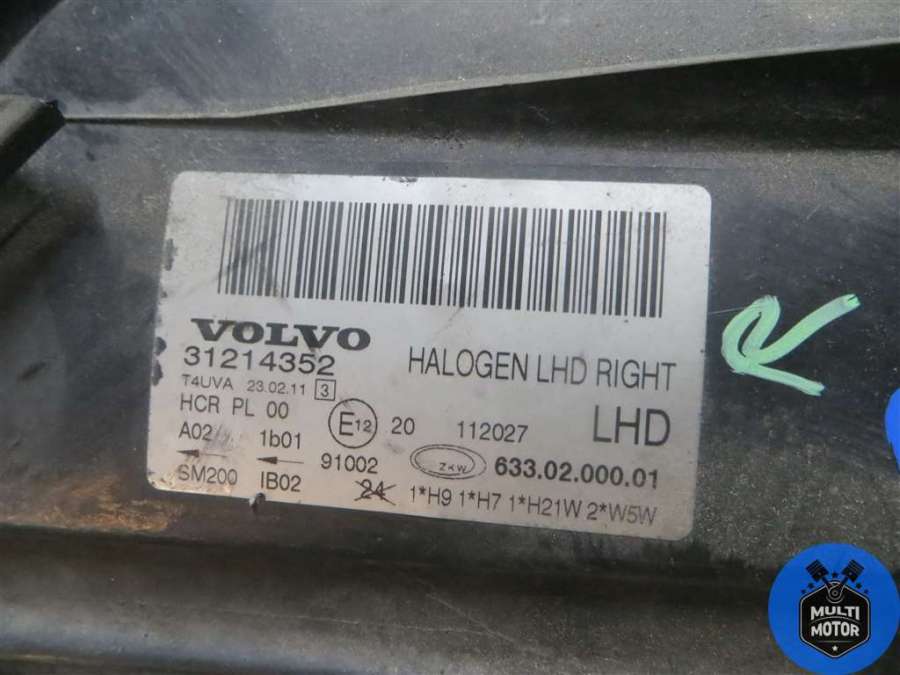 VOLVO
31214352
HALOGEN LHD RIGHT
T4UVA 23.02.11 3
HCR PL 00
E12 20 112027 LHD
A02 1b01
91002 ZKW 633.02.000.01
SM200 IB02
24 1*H9 1*H7 1*H21W 2*W5W
MULTI
MOTOR